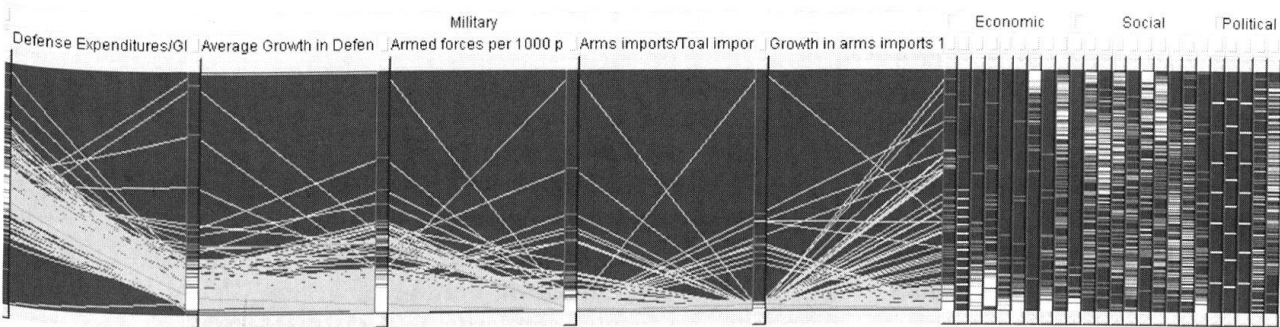 Military
Economic
Social
Political
Defense Expenditures/GI
Average Growth in Defen
Armed forces per 1000 p
Arms imports/Toal impor
Growth in arms imports 1